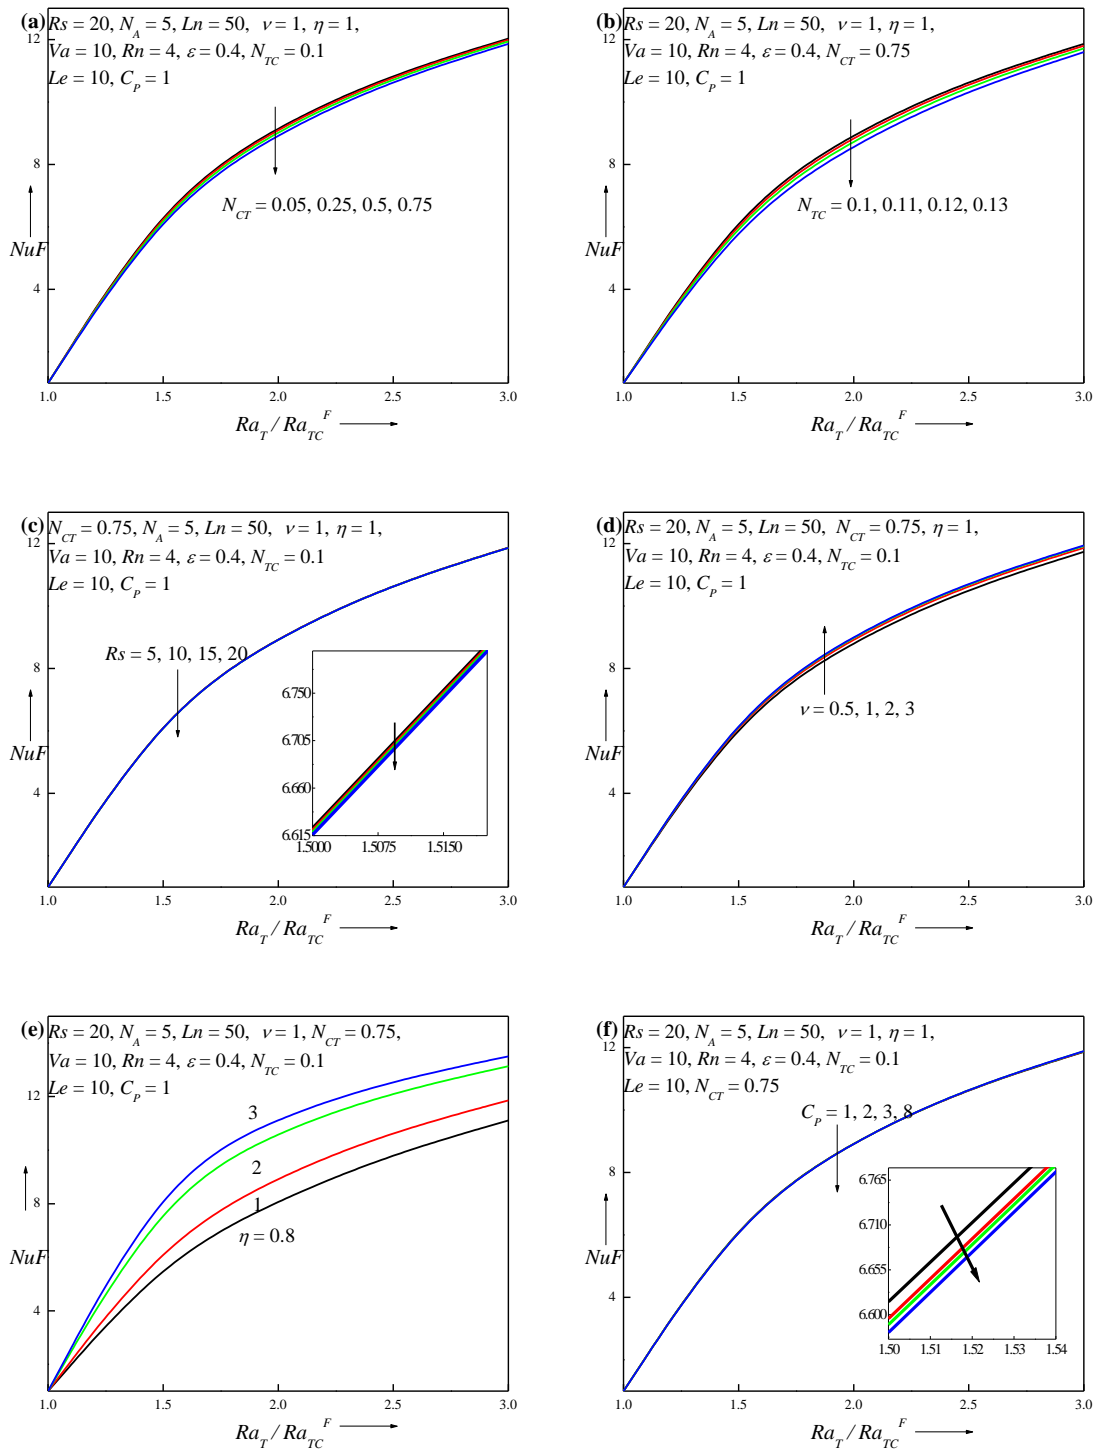 (a) Rs = 20, N_A = 5, Ln = 50, ν = 1, η = 1,
Va = 10, Rn = 4, ε = 0.4, N_TC = 0.1
Le = 10, C_P = 1
12
8
4
NuF
N_CT = 0.05, 0.25, 0.5, 0.75
1.0 1.5 2.0 2.5 3.0
Ra_T / Ra_TC^F
(b) Rs = 20, N_A = 5, Ln = 50, ν = 1, η = 1,
Va = 10, Rn = 4, ε = 0.4, N_CT = 0.75
Le = 10, C_P = 1
12
8
4
NuF
N_TC = 0.1, 0.11, 0.12, 0.13
1.0 1.5 2.0 2.5 3.0
Ra_T / Ra_TC^F
(c) N_CT = 0.75, N_A = 5, Ln = 50, ν = 1, η = 1,
Va = 10, Rn = 4, ε = 0.4, N_TC = 0.1
Le = 10, C_P = 1
12
8
4
NuF
Rs = 5, 10, 15, 20
6.750
6.705
6.660
6.615
1.5000 1.5075 1.5150
1.0 1.5 2.0 2.5 3.0
Ra_T / Ra_TC^F
(d) Rs = 20, N_A = 5, Ln = 50, N_CT = 0.75, η = 1,
Va = 10, Rn = 4, ε = 0.4, N_TC = 0.1
Le = 10, C_P = 1
12
8
4
NuF
ν = 0.5, 1, 2, 3
1.0 1.5 2.0 2.5 3.0
Ra_T / Ra_TC^F
(e) Rs = 20, N_A = 5, Ln = 50, ν = 1, N_CT = 0.75,
Va = 10, Rn = 4, ε = 0.4, N_TC = 0.1
Le = 10, C_P = 1
12
8
4
NuF
3
2
1
η = 0.8
1.0 1.5 2.0 2.5 3.0
Ra_T / Ra_TC^F
(f) Rs = 20, N_A = 5, Ln = 50, ν = 1, η = 1,
Va = 10, Rn = 4, ε = 0.4, N_TC = 0.1
Le = 10, N_CT = 0.75
12
8
4
NuF
C_P = 1, 2, 3, 8
6.765
6.710
6.655
6.600
1.50 1.51 1.52 1.53 1.54
1.0 1.5 2.0 2.5 3.0
Ra_T / Ra_TC^F